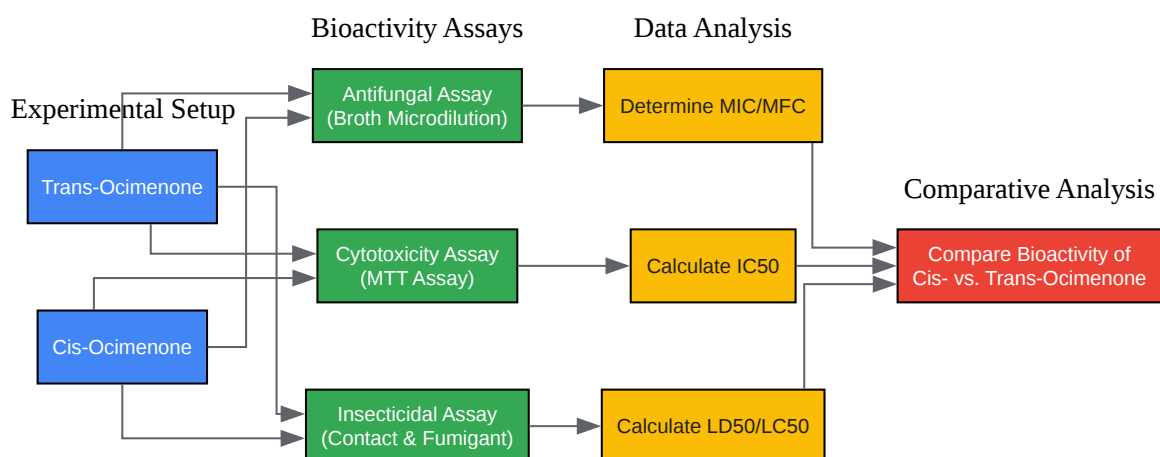 Bioactivity Assays
Data Analysis
Experimental Setup
Antifungal Assay
(Broth Microdilution)
Determine MIC/MFC
Trans-Ocimenone
Comparative Analysis
Cytotoxicity Assay
(MTT Assay)
Calculate IC50
Compare Bioactivity of
Cis- vs. Trans-Ocimenone
Cis-Ocimenone
Insecticidal Assay
(Contact & Fumigant)
Calculate LD50/LC50